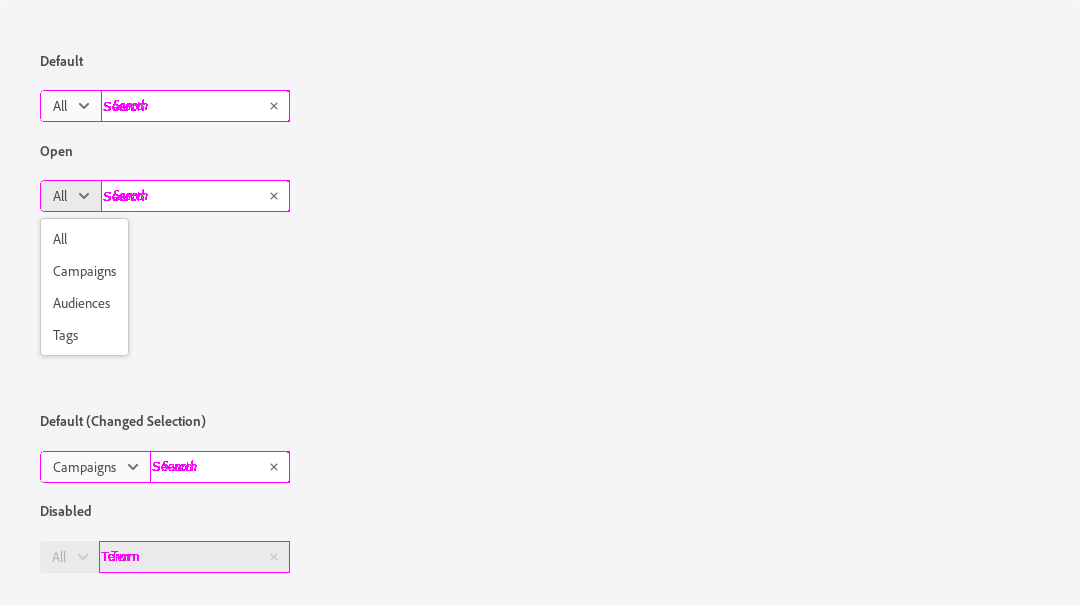 Default
All Search ×
Open
All Search ×
All
Campaigns
Audiences
Tags
Default (Changed Selection)
Campaigns Search ×
Disabled
All Term ×